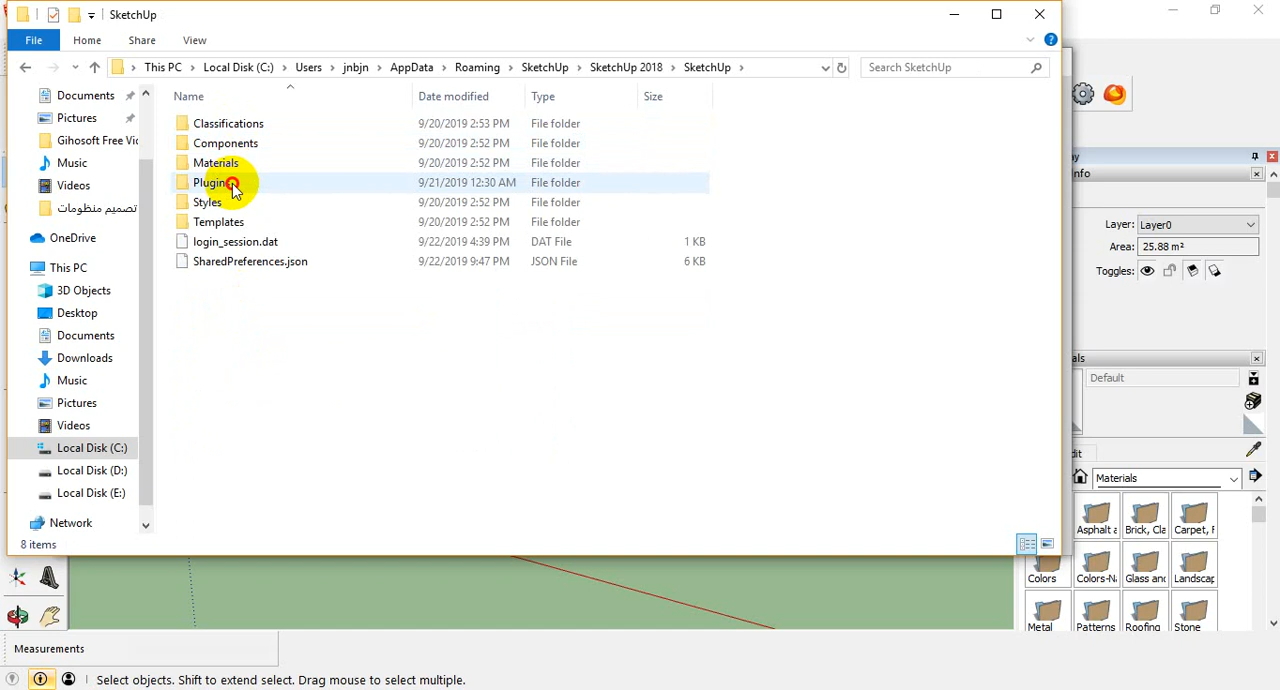 SketchUp
File Home Share View
This PC Local Disk (C:) Users jnbjn AppData Roaming SketchUp SketchUp 2018 SketchUp
Search SketchUp
Name Date modified Type Size
Classifications 9/20/2019 2:53 PM File folder
Components 9/20/2019 2:52 PM File folder
Materials 9/20/2019 2:52 PM File folder
Plugin 9/21/2019 12:30 AM File folder
Styles 9/20/2019 2:52 PM File folder
Templates 9/20/2019 2:52 PM File folder
login_session.dat 9/22/2019 4:39 PM DAT File 1 KB
SharedPreferences.json 9/22/2019 9:47 PM JSON File 6 KB
Documents
Pictures
Gihosoft Free Vi
Music
Videos
تصميم منظومات
OneDrive
This PC
3D Objects
Desktop
Documents
Downloads
Music
Pictures
Videos
Local Disk (C:)
Local Disk (D:)
Local Disk (E:)
Network
8 items
ay
Info
Layer: Layer0
Area: 25.88 m²
Toggles:
als
Default
dit
Materials
Asphalt a Brick, Cla Carpet, F
Colors Colors-Na Glass and Landscap
Metal Patterns Roofing Stone
Measurements
Select objects. Shift to extend select. Drag mouse to select multiple.